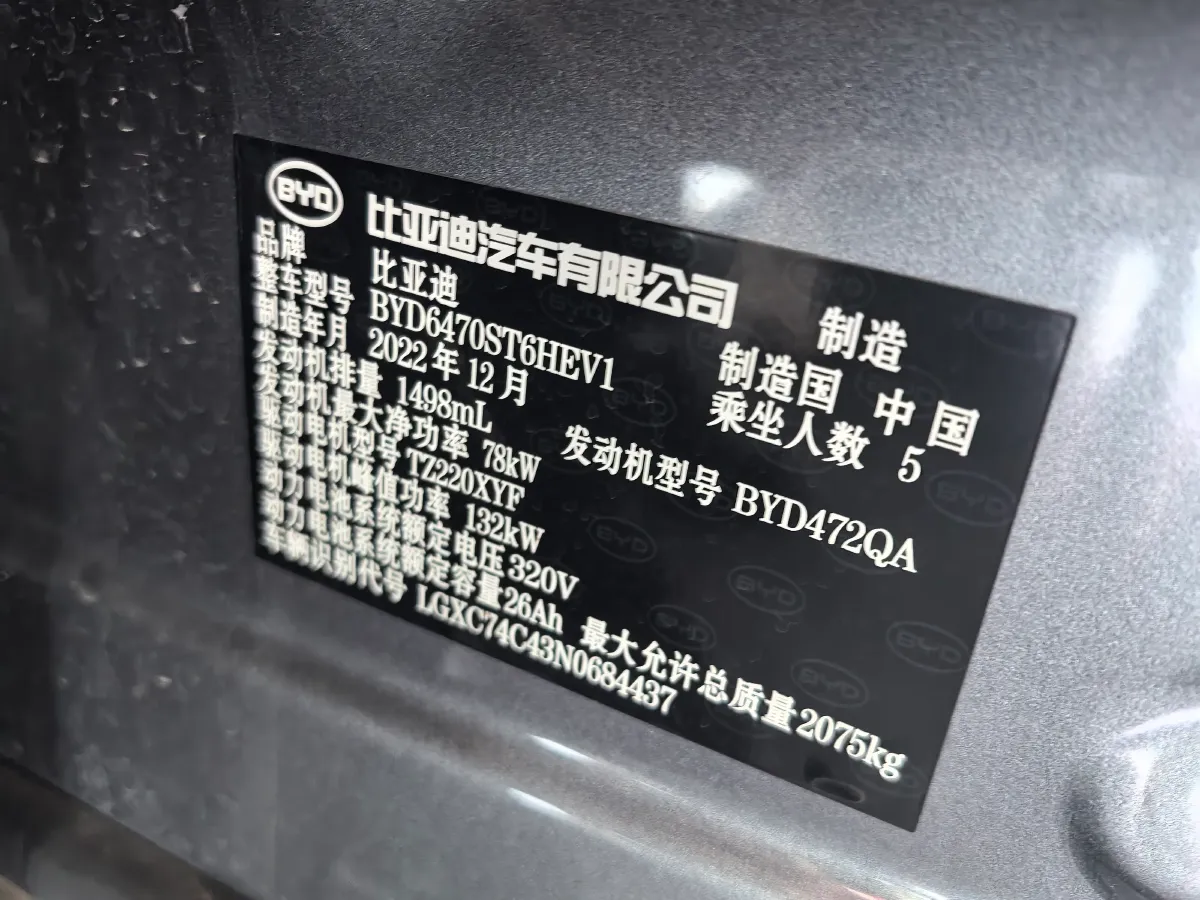 BYD 比亚迪汽车有限公司 制造
品牌 比亚迪 制造国 中国
整车型号 BYD6470ST6HEV1 乘坐人数 5
制造年月 2022年12月
发动机排量 1498mL 发动机型号 BYD472QA
发动机最大净功率 78kW
驱动电机型号 TZ220XYF
驱动电机峰值功率 132kW
动力电池系统额定电压 320V
动力电池系统额定容量 26Ah 最大允许总质量 2075kg
车辆识别代号 LGXC74C43N0684437